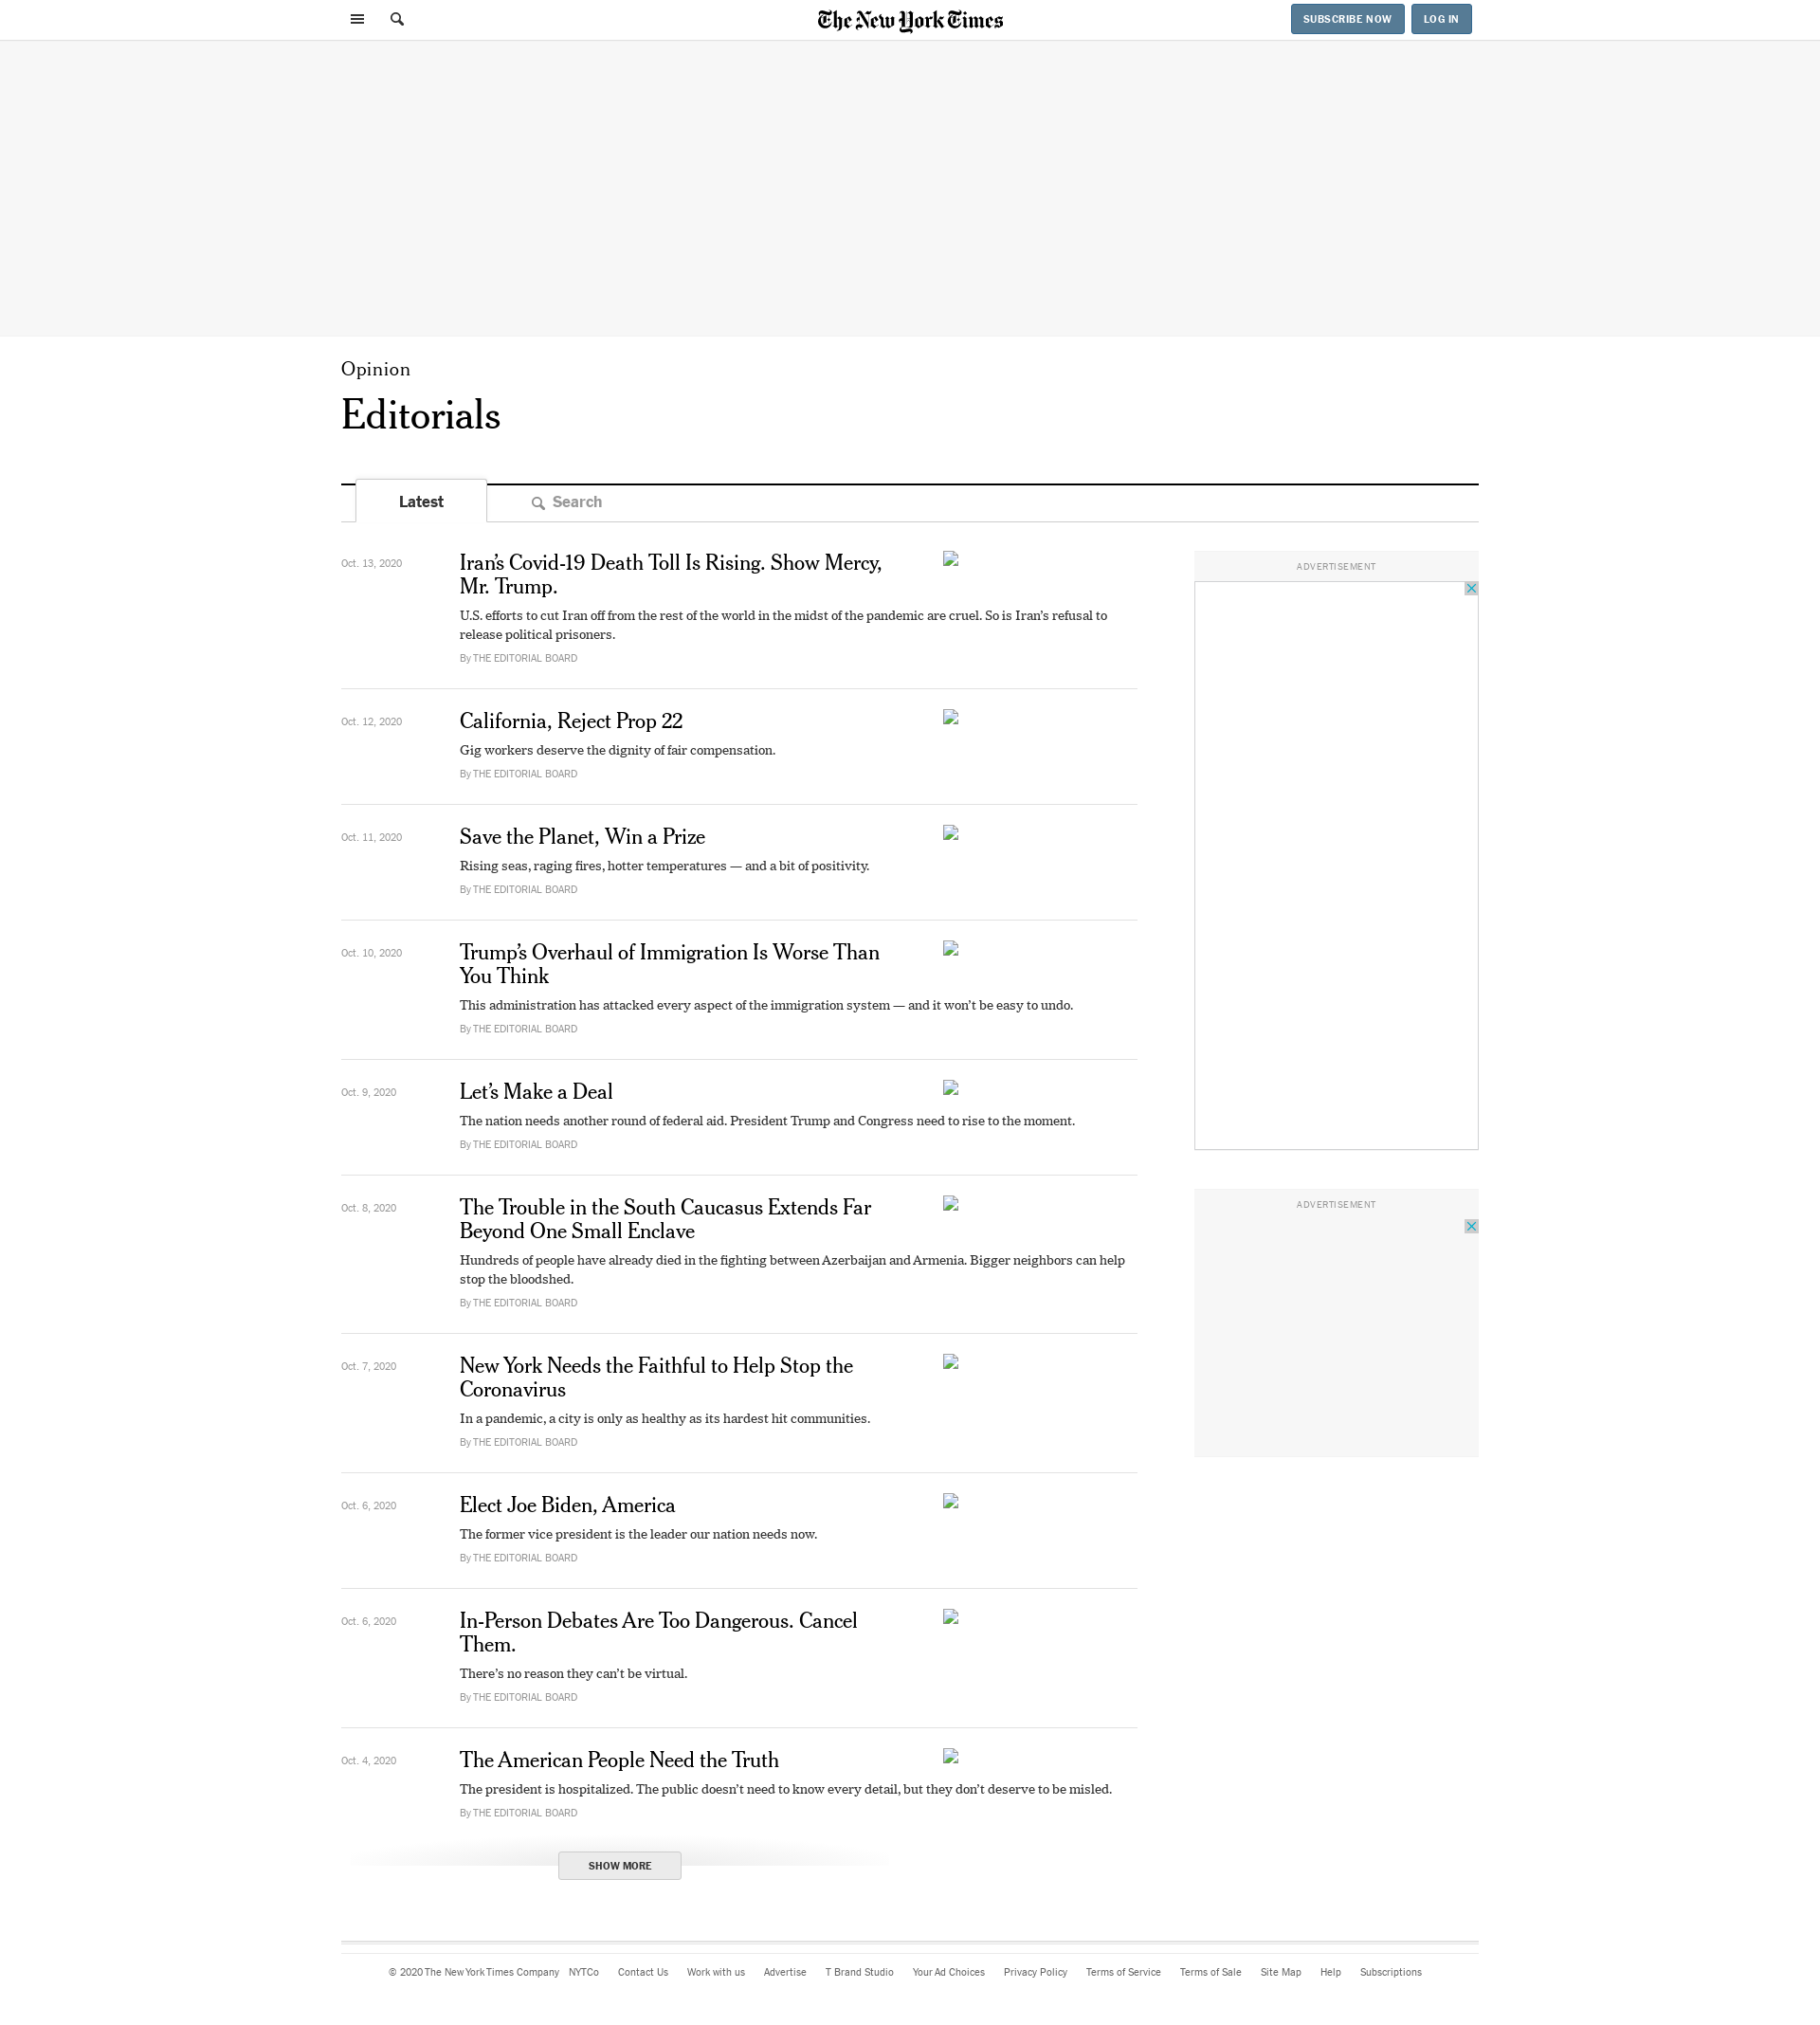 The New York Times
SUBSCRIBE NOW
LOG IN
Opinion
Editorials
Latest
Search
Oct. 13, 2020
Iran’s Covid-19 Death Toll Is Rising. Show Mercy,
Mr. Trump.
U.S. efforts to cut Iran off from the rest of the world in the midst of the pandemic are cruel. So is Iran’s refusal to
release political prisoners.
By THE EDITORIAL BOARD
Oct. 12, 2020
California, Reject Prop 22
Gig workers deserve the dignity of fair compensation.
By THE EDITORIAL BOARD
Oct. 11, 2020
Save the Planet, Win a Prize
Rising seas, raging fires, hotter temperatures — and a bit of positivity.
By THE EDITORIAL BOARD
Oct. 10, 2020
Trump’s Overhaul of Immigration Is Worse Than
You Think
This administration has attacked every aspect of the immigration system — and it won’t be easy to undo.
By THE EDITORIAL BOARD
Oct. 9, 2020
Let’s Make a Deal
The nation needs another round of federal aid. President Trump and Congress need to rise to the moment.
By THE EDITORIAL BOARD
Oct. 8, 2020
The Trouble in the South Caucasus Extends Far
Beyond One Small Enclave
Hundreds of people have already died in the fighting between Azerbaijan and Armenia. Bigger neighbors can help
stop the bloodshed.
By THE EDITORIAL BOARD
Oct. 7, 2020
New York Needs the Faithful to Help Stop the
Coronavirus
In a pandemic, a city is only as healthy as its hardest hit communities.
By THE EDITORIAL BOARD
Oct. 6, 2020
Elect Joe Biden, America
The former vice president is the leader our nation needs now.
By THE EDITORIAL BOARD
Oct. 6, 2020
In-Person Debates Are Too Dangerous. Cancel
Them.
There’s no reason they can’t be virtual.
By THE EDITORIAL BOARD
Oct. 4, 2020
The American People Need the Truth
The president is hospitalized. The public doesn’t need to know every detail, but they don’t deserve to be misled.
By THE EDITORIAL BOARD
SHOW MORE
ADVERTISEMENT
ADVERTISEMENT
© 2020 The New York Times Company NYTCo Contact Us Work with us Advertise T Brand Studio Your Ad Choices Privacy Policy Terms of Service Terms of Sale Site Map Help Subscriptions